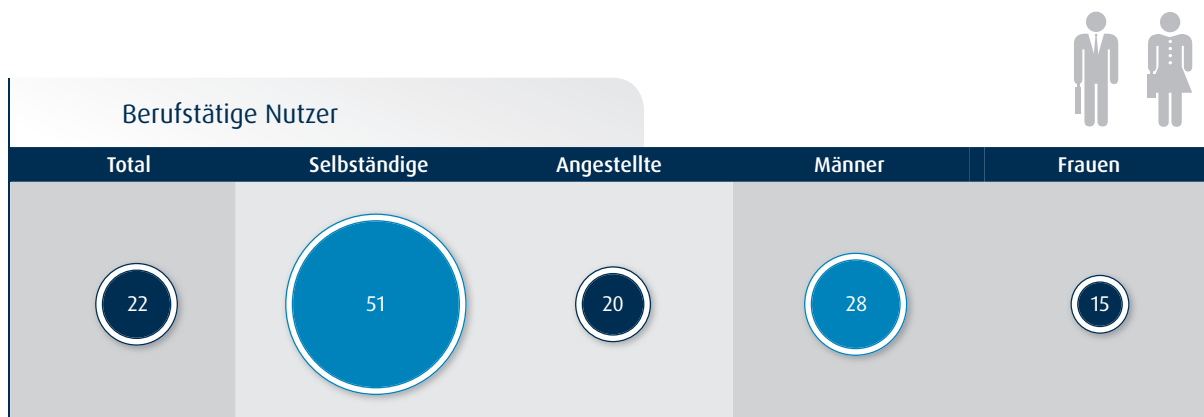 Berufstätige Nutzer
Total Selbständige Angestellte Männer Frauen
22 51 20 28 15